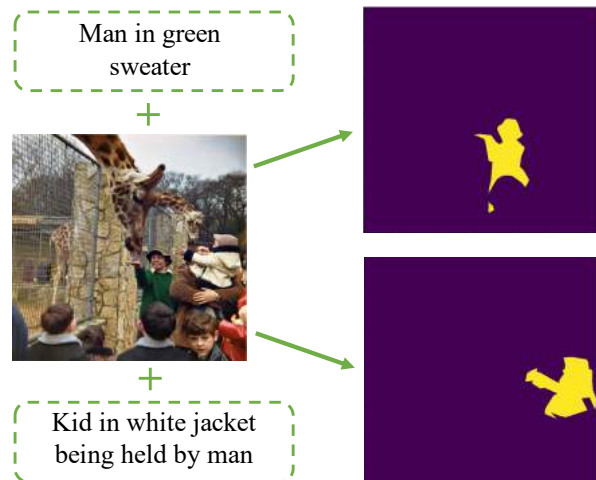 Man in green
sweater
+
+
Kid in white jacket
being held by man